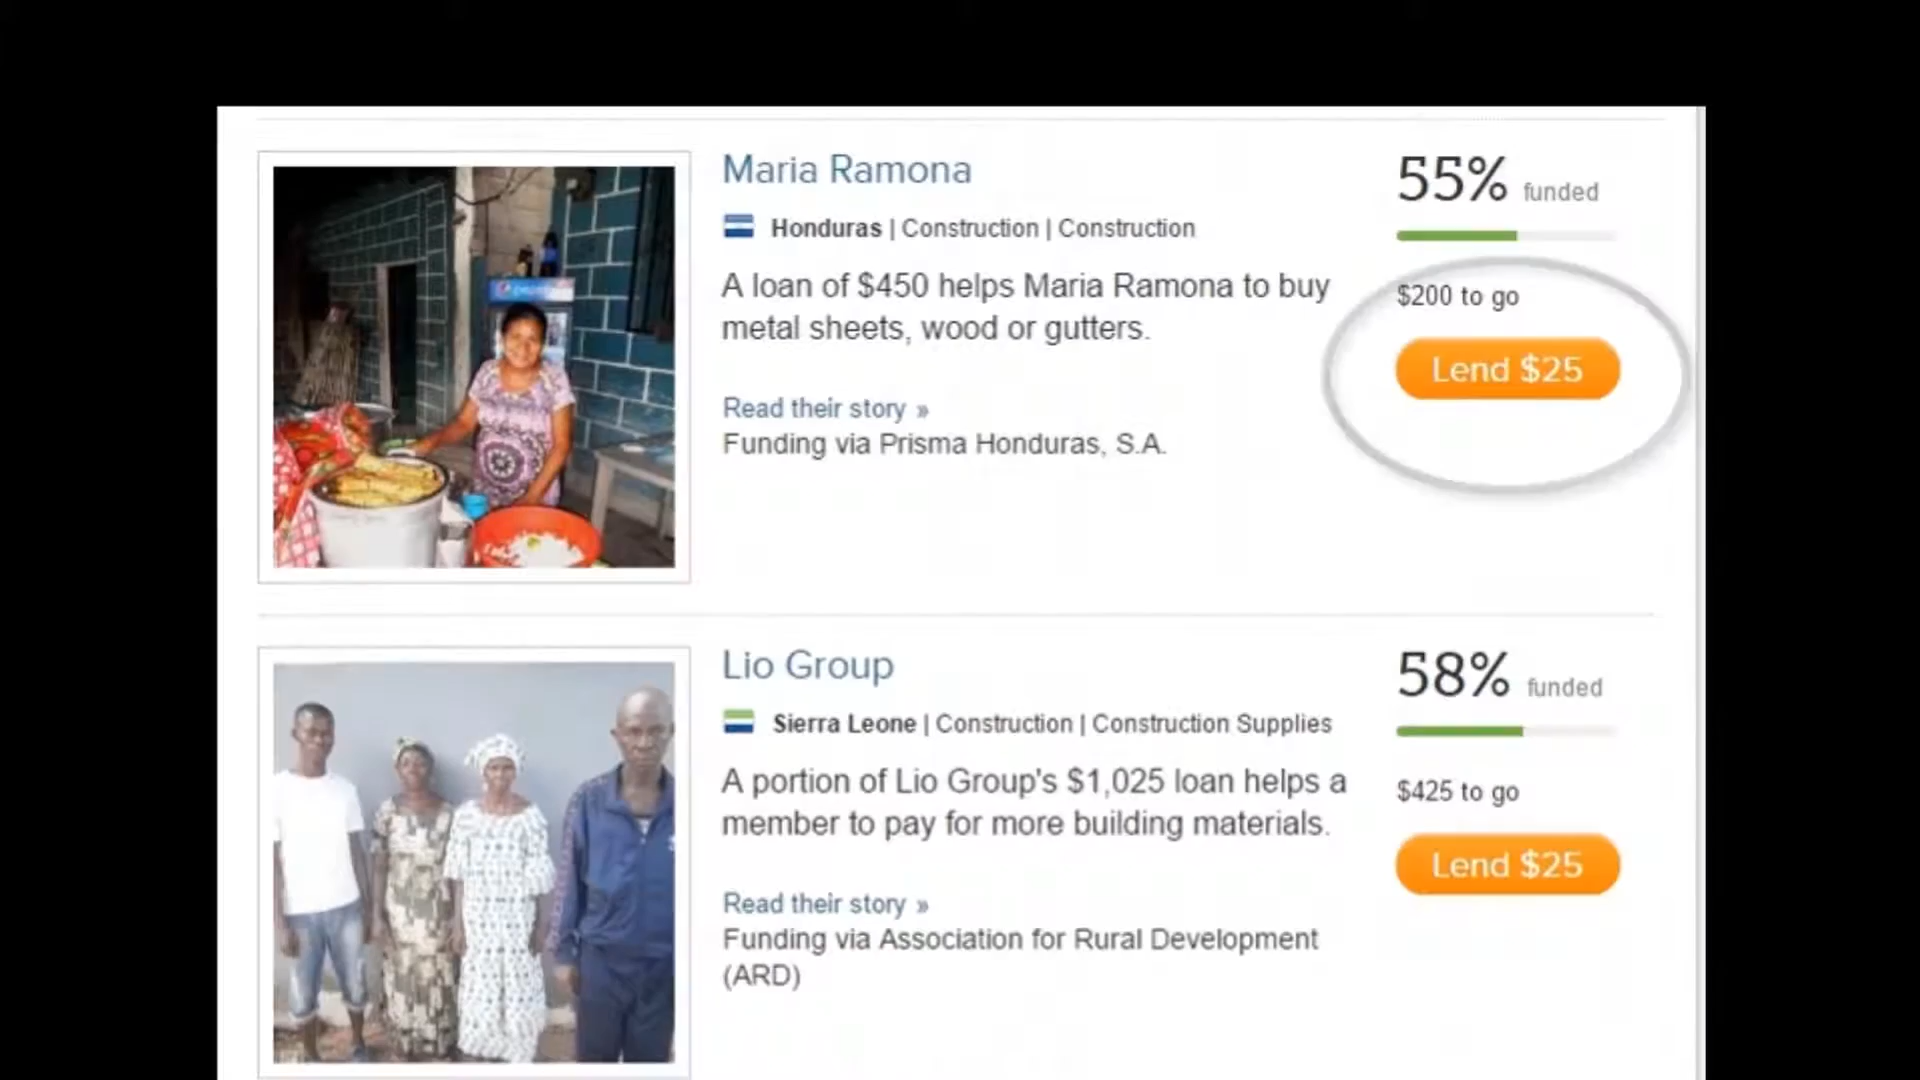 Maria Ramona
Honduras | Construction | Construction
A loan of $450 helps Maria Ramona to buy
metal sheets, wood or gutters.
Read their story »
Funding via Prisma Honduras, S.A.
55% funded
$200 to go
Lend $25
Lio Group
Sierra Leone | Construction | Construction Supplies
A portion of Lio Group's $1,025 loan helps a
member to pay for more building materials.
Read their story »
Funding via Association for Rural Development
(ARD)
58% funded
$425 to go
Lend $25